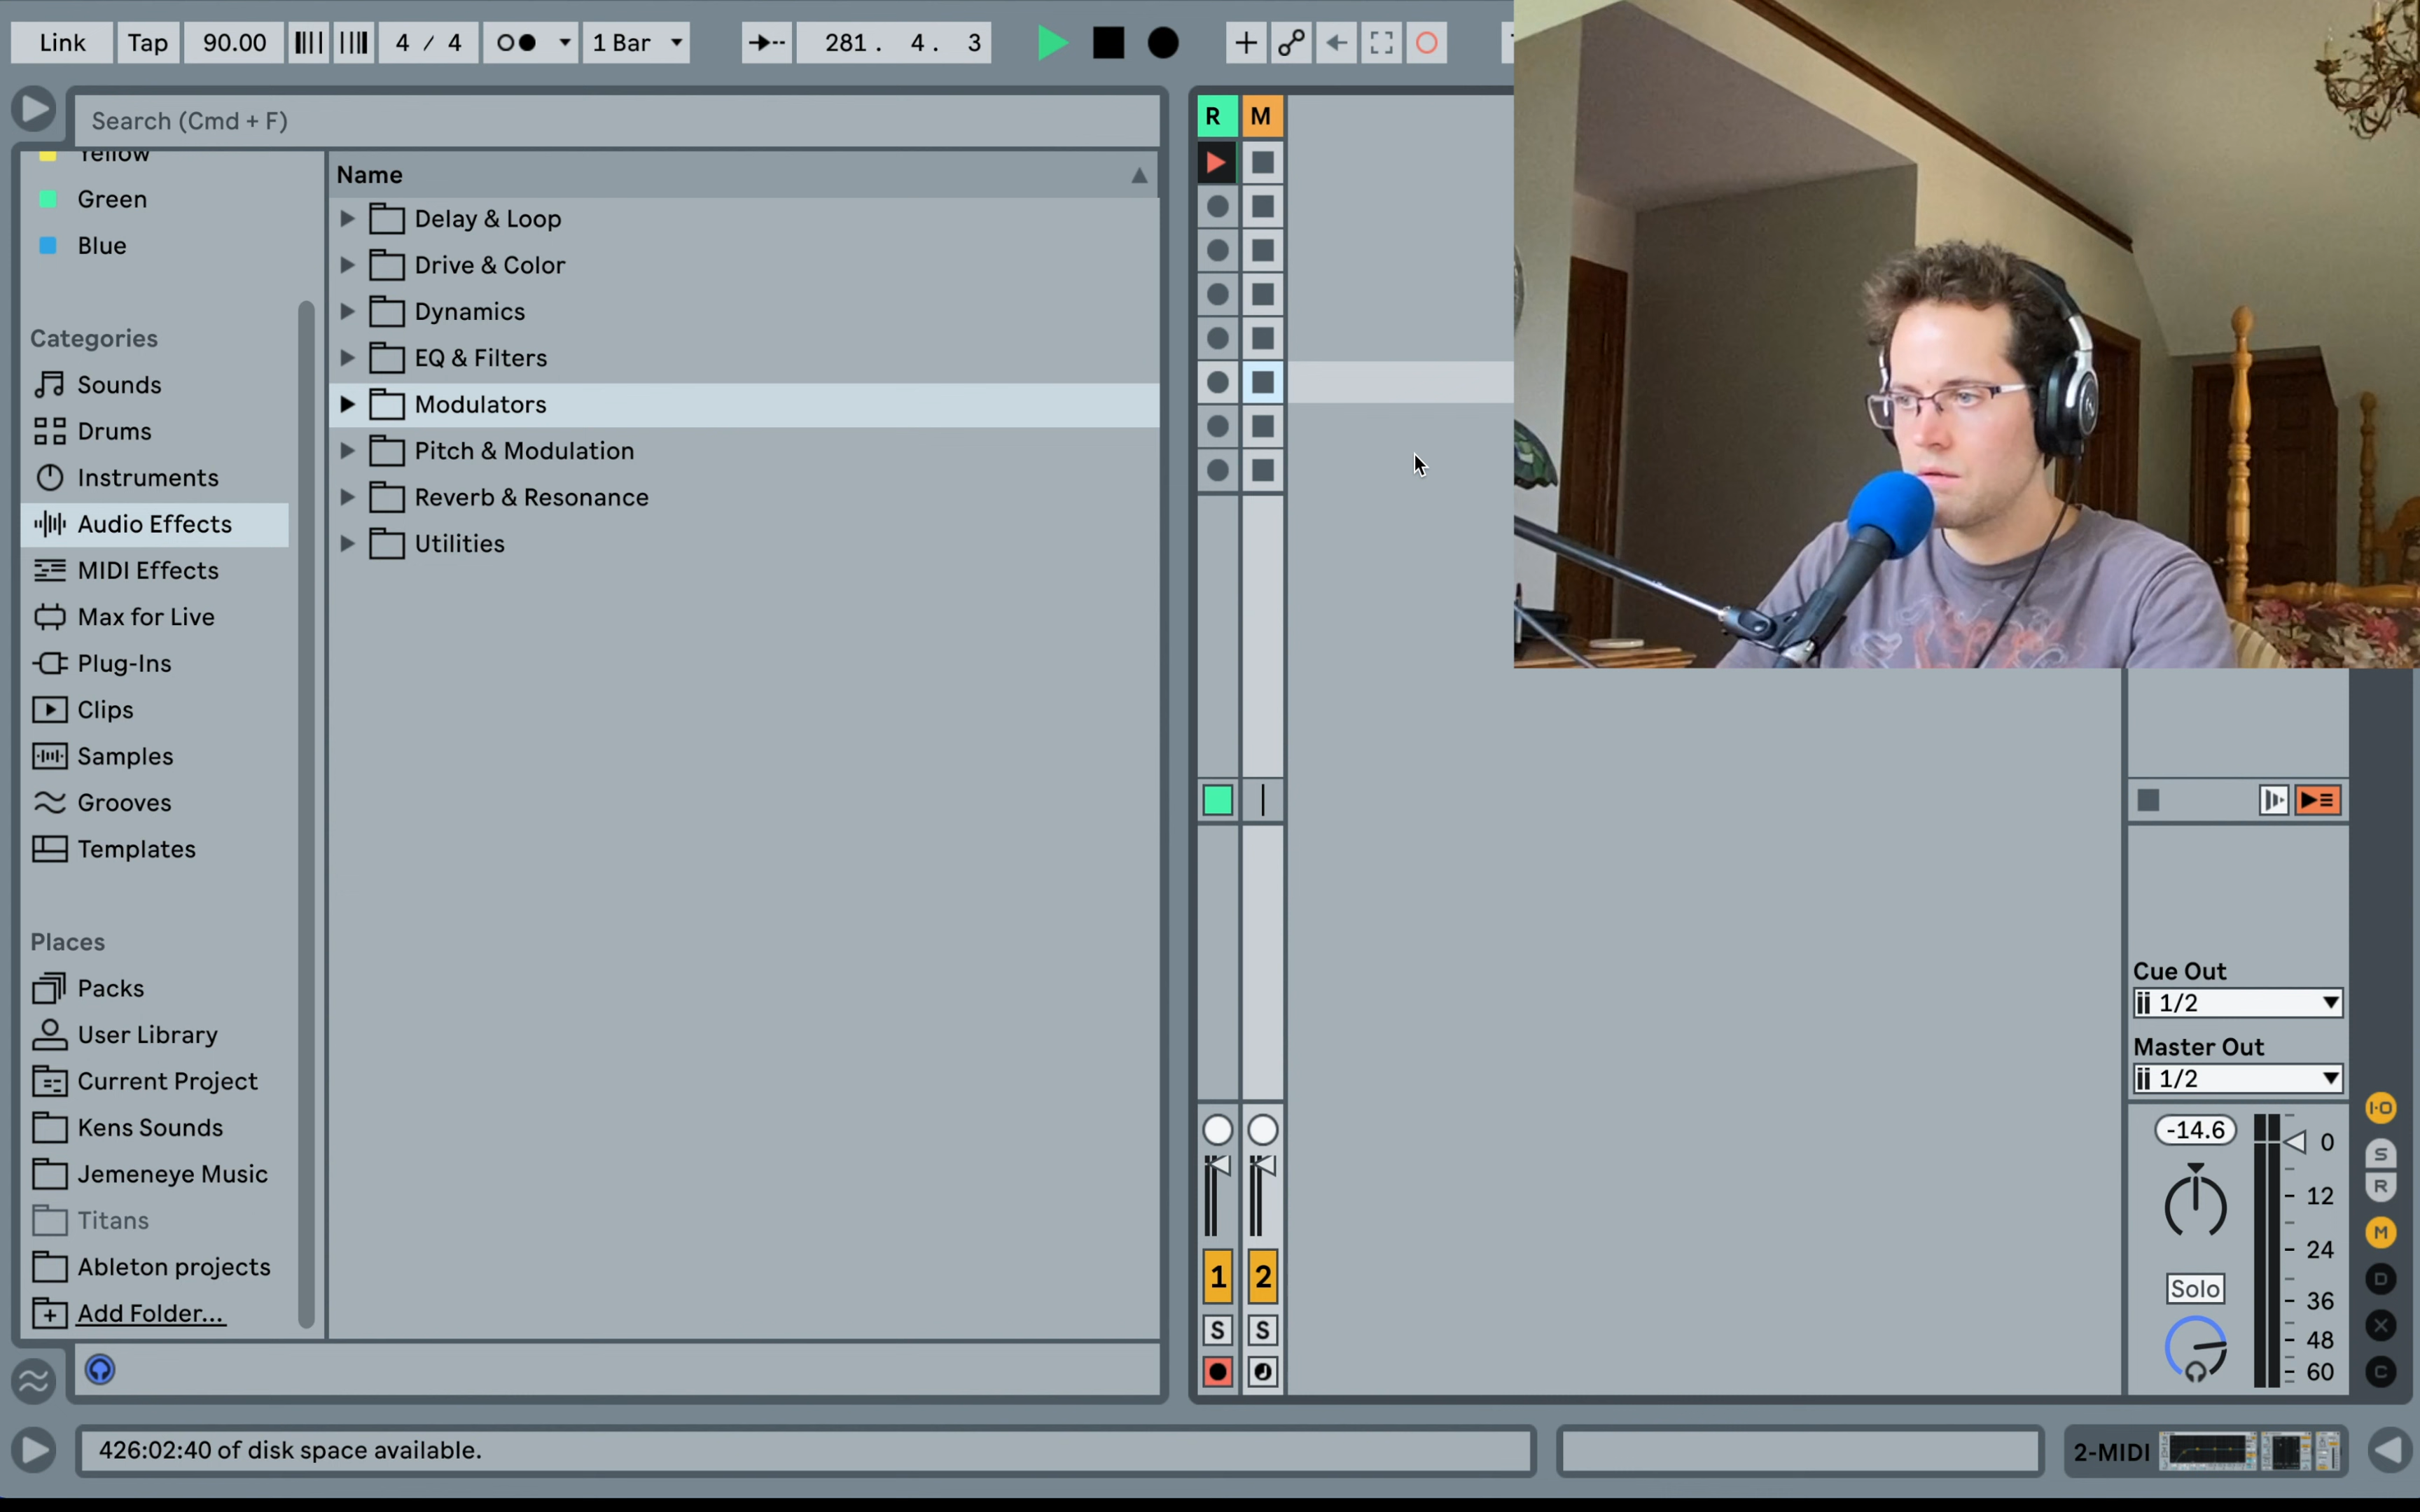 Link Tap 90.00 4 / 4 1 Bar 281. 4. 3
Search (Cmd + F)
Yellow
Green
Blue
Categories
Sounds
Drums
Instruments
Audio Effects
MIDI Effects
Max for Live
Plug-Ins
Clips
Samples
Grooves
Templates
Places
Packs
User Library
Current Project
Kens Sounds
Jemeneye Music
Titans
Ableton projects
Add Folder...
Name
Delay & Loop
Drive & Color
Dynamics
EQ & Filters
Modulators
Pitch & Modulation
Reverb & Resonance
Utilities
R M
1 2
S S
Cue Out
1/2
Master Out
1/2
-14.6
0
12
24
36
48
60
Solo
I·O
S
R
M
D
X
C
426:02:40 of disk space available.
2-MIDI